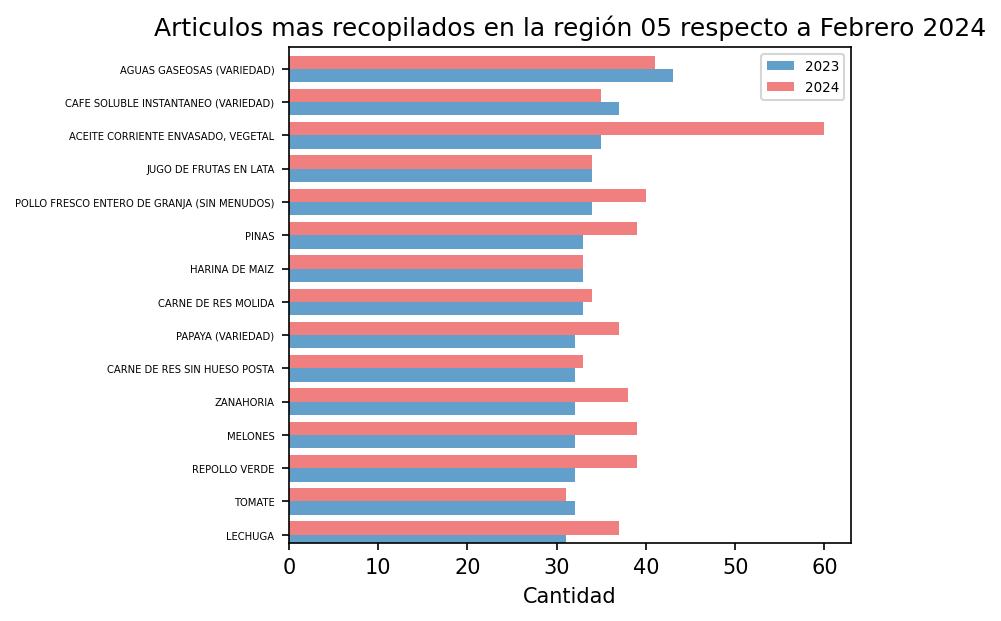 Articulos mas recopilados en la región 05 respecto a Febrero 2024
2023
2024
AGUAS GASEOSAS (VARIEDAD)
CAFE SOLUBLE INSTANTANEO (VARIEDAD)
ACEITE CORRIENTE ENVASADO, VEGETAL
JUGO DE FRUTAS EN LATA
POLLO FRESCO ENTERO DE GRANJA (SIN MENUDOS)
PINAS
HARINA DE MAIZ
CARNE DE RES MOLIDA
PAPAYA (VARIEDAD)
CARNE DE RES SIN HUESO POSTA
ZANAHORIA
MELONES
REPOLLO VERDE
TOMATE
LECHUGA
0 10 20 30 40 50 60
Cantidad